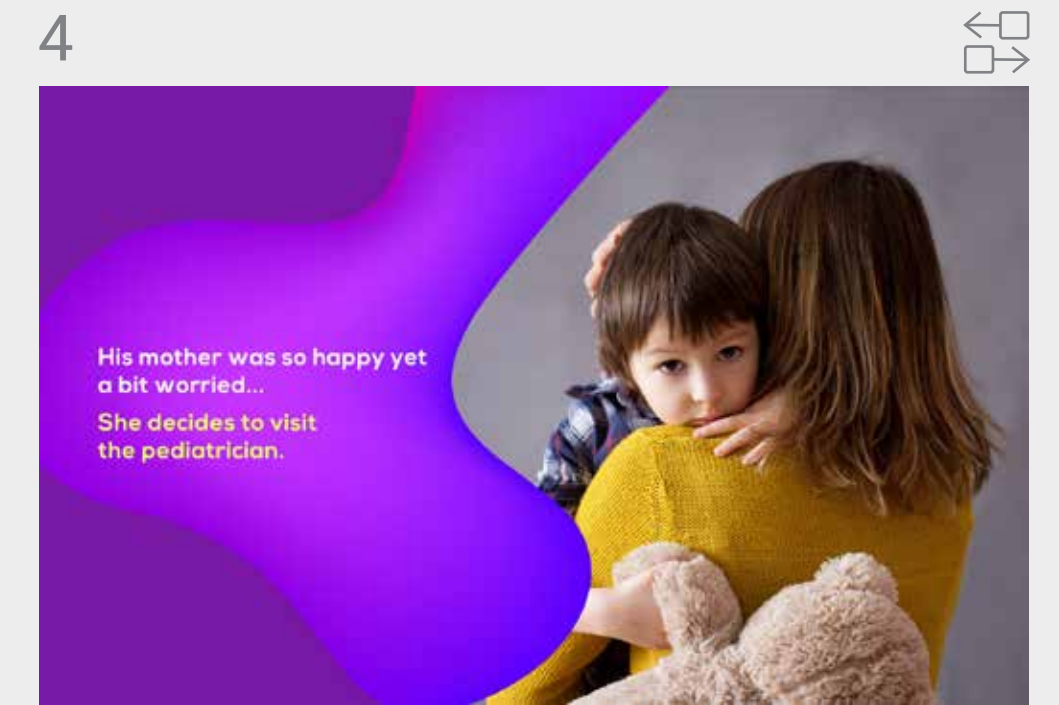 4
His mother was so happy yet
a bit worried...
She decides to visit
the pediatrician.